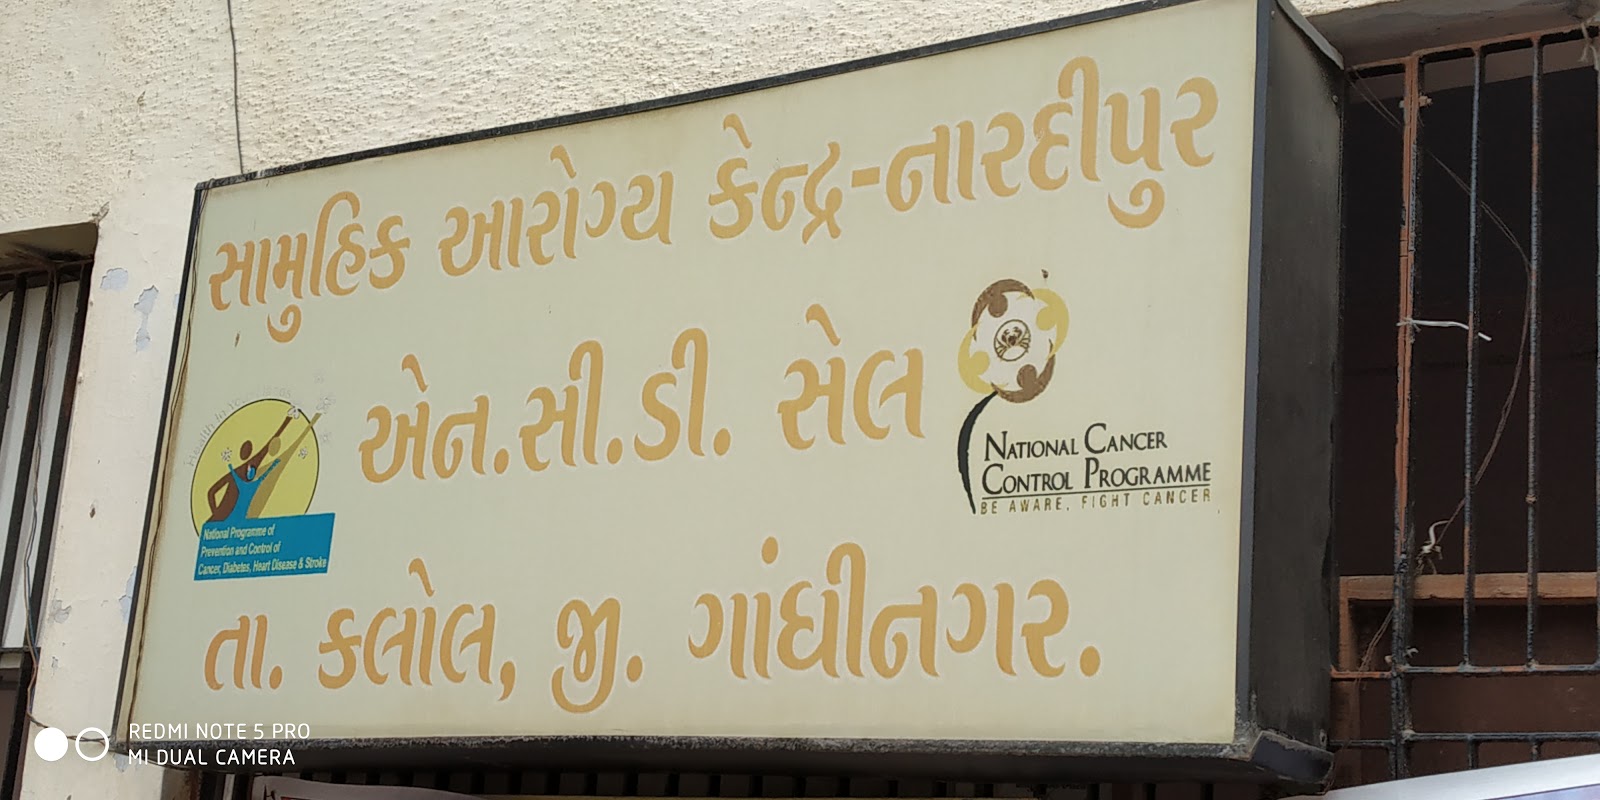 સામુહિક આરોગ્ય કેન્દ્ર-નારદીપુર
એન.સી.ડી. સેલ
National Programme of
Prevention and Control of
Cancer, Diabetes, Heart Disease & Stroke
NATIONAL CANCER
CONTROL PROGRAMME
BE AWARE, FIGHT CANCER
તા. કલોલ, જી. ગાંધીનગર.
REDMI NOTE 5 PRO
MI DUAL CAMERA